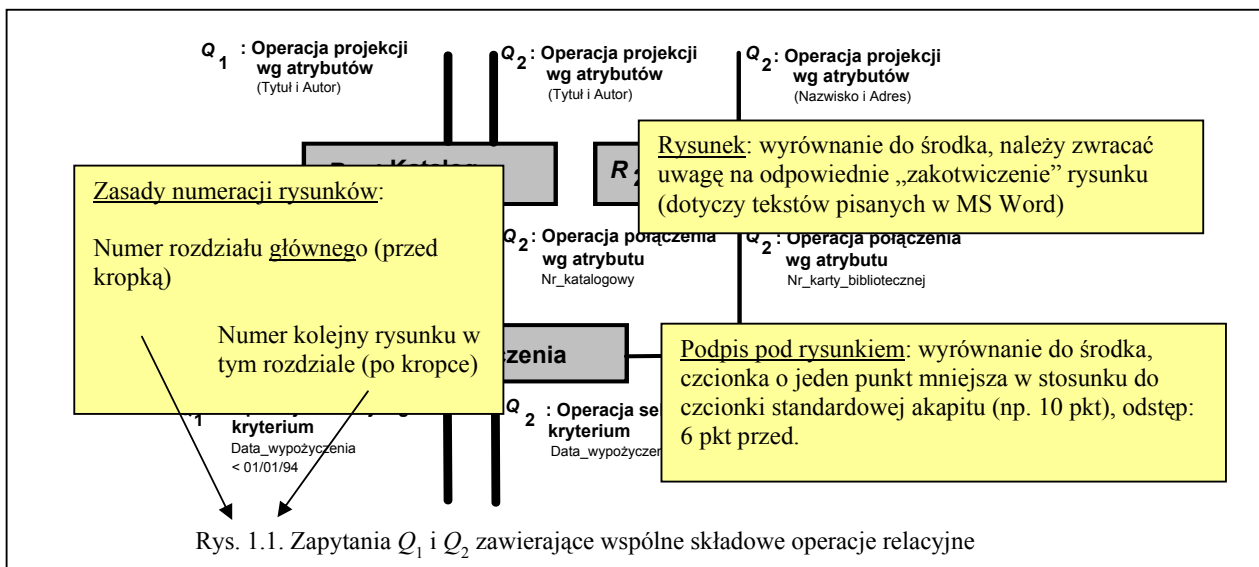 Q1 : Operacja projekcji
wg atrybutów
(Tytuł i Autor)
Q2 : Operacja projekcji
wg atrybutów
(Tytuł i Autor)
Q2 : Operacja projekcji
wg atrybutów
(Nazwisko i Adres)
Katalog
R2
Rysunek: wyrównanie do środka, należy zwracać
uwagę na odpowiednie „zakotwiczenie” rysunku
(dotyczy tekstów pisanych w MS Word)
Zasady numeracji rysunków:
Numer rozdziału głównego (przed
kropką)
Numer kolejny rysunku w
tym rozdziale (po kropce)
Q2 : Operacja połączenia
wg atrybutu
Nr_katalogowy
Q2 : Operacja połączenia
wg atrybutu
Nr_karty_bibliotecznej
czenia
Podpis pod rysunkiem: wyrównanie do środka,
czcionka o jeden punkt mniejsza w stosunku do
czcionki standardowej akapitu (np. 10 pkt), odstęp:
6 pkt przed.
1
kryterium
Data_wypożyczenia
< 01/01/94
Q2 : Operacja sel
kryterium
Data_wypożyczen
Rys. 1.1. Zapytania Q1 i Q2 zawierające wspólne składowe operacje relacyjne